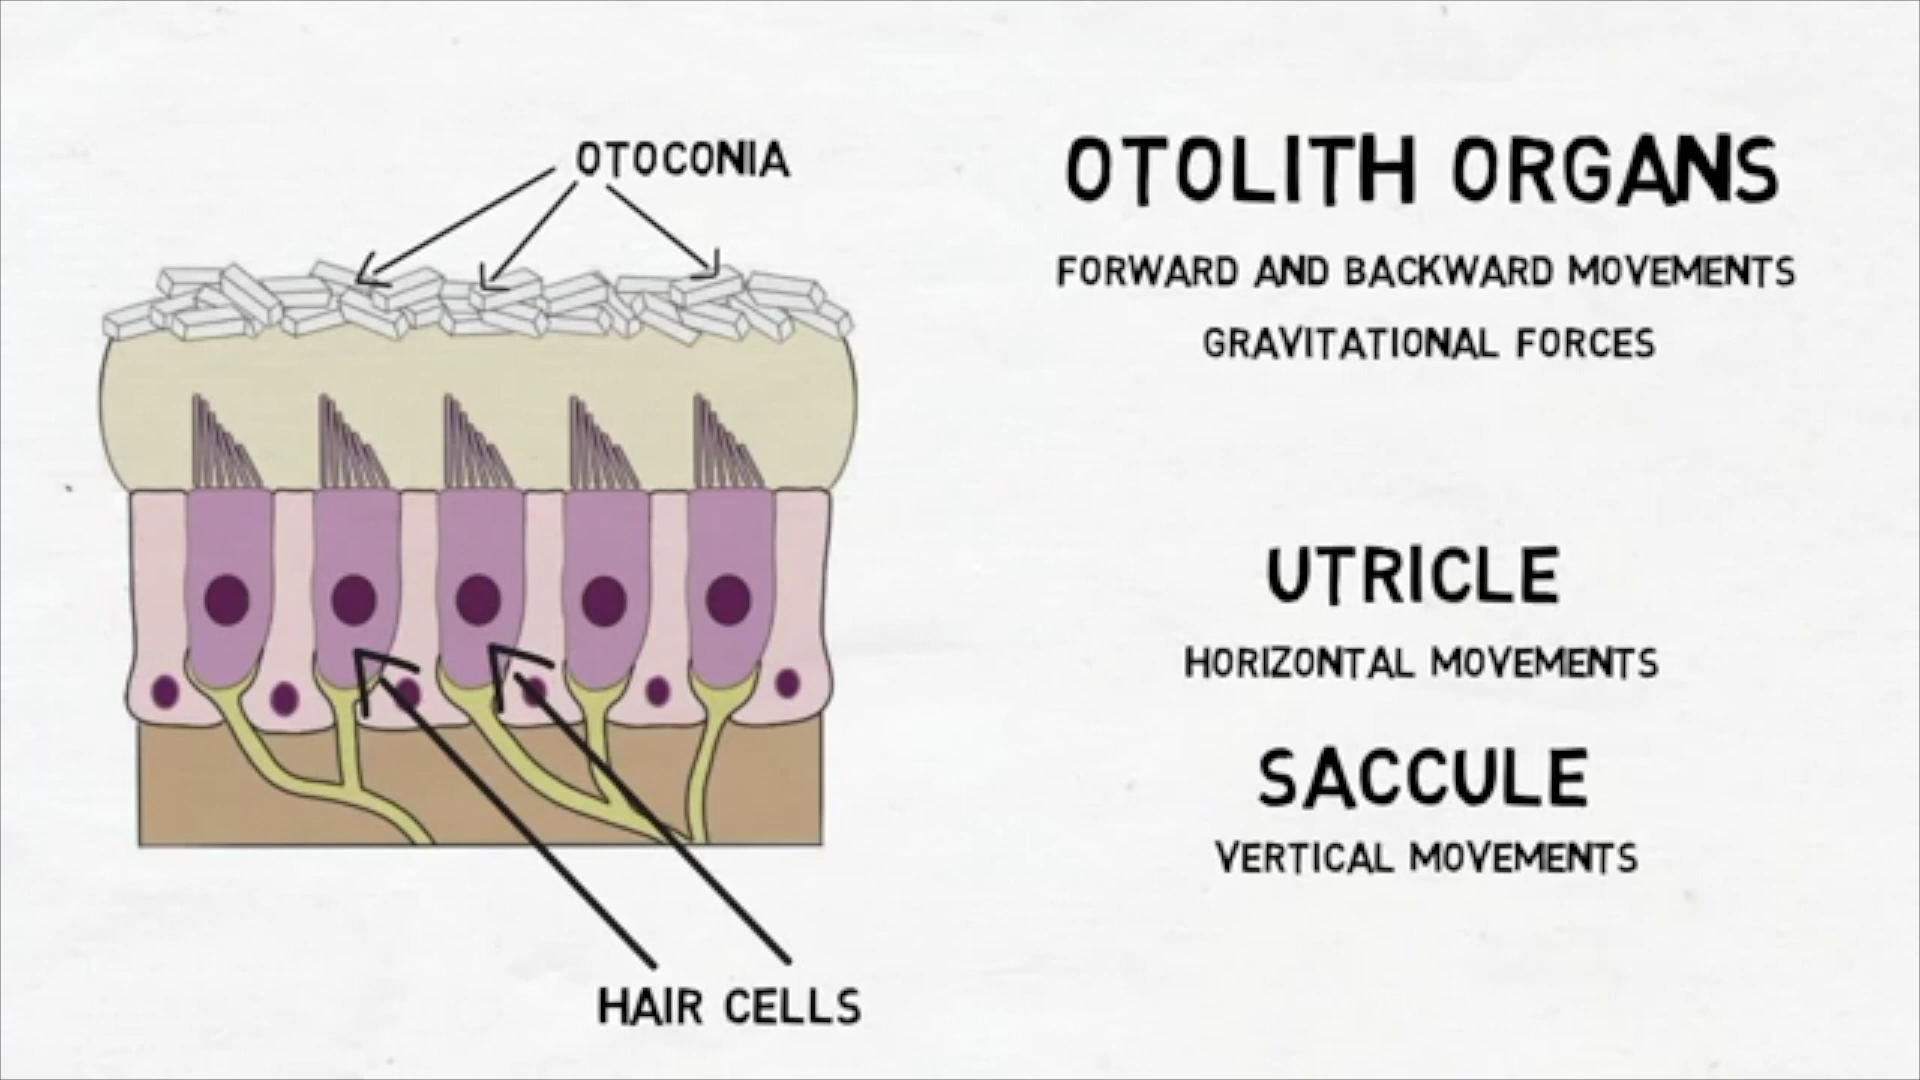 OTOCONIA
HAIR CELLS
OTOLITH ORGANS
FORWARD AND BACKWARD MOVEMENTS
GRAVITATIONAL FORCES
UTRICLE
HORIZONTAL MOVEMENTS
SACCULE
VERTICAL MOVEMENTS